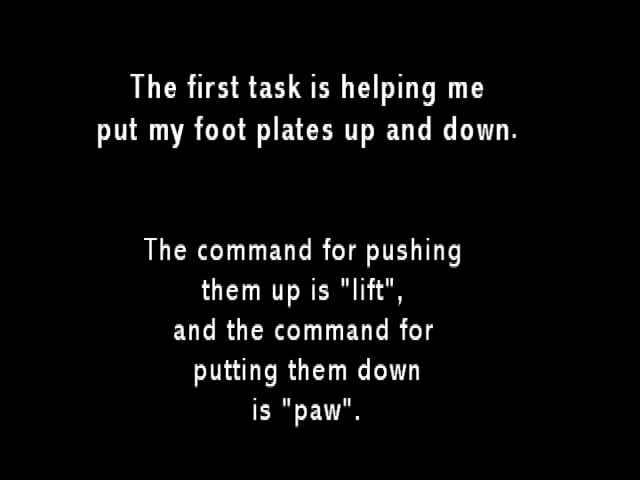 The first task is helping me
put my foot plates up and down.
The command for pushing
them up is "lift",
and the command for
putting them down
is "paw".